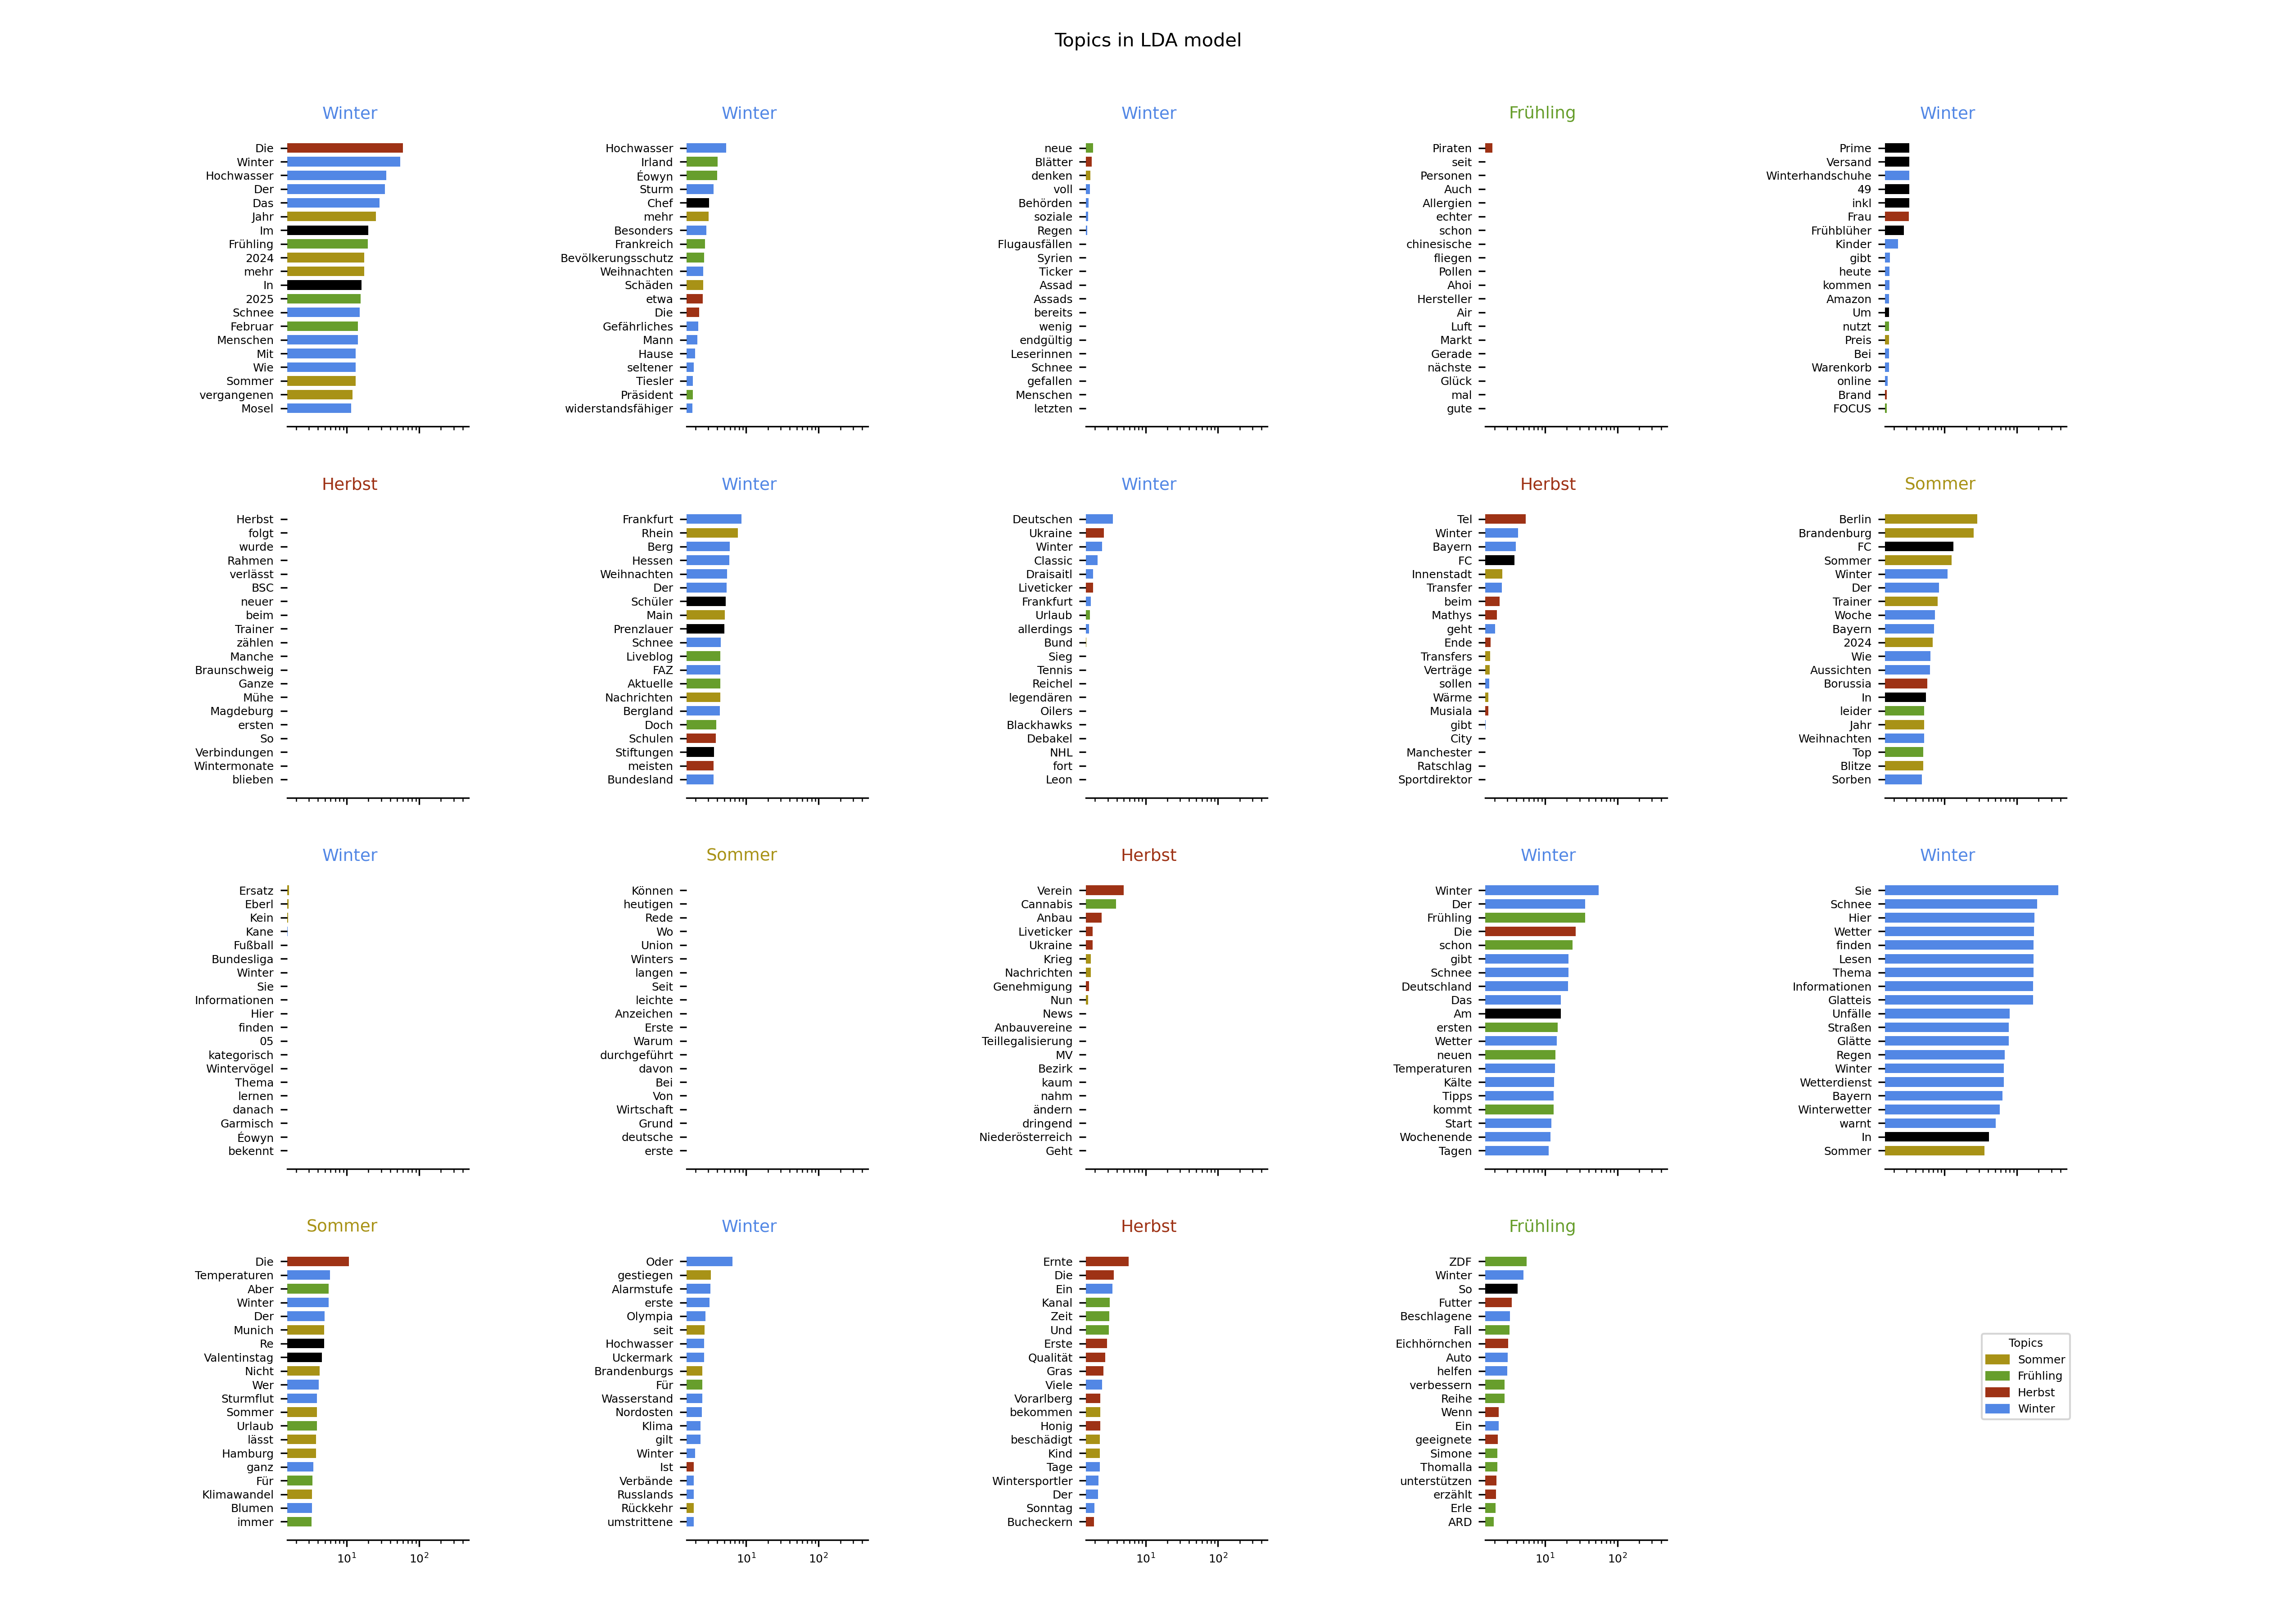 Topics in LDA model
Winter
Die
Winter
Hochwasser
Der
Das
Jahr
Im
Frühling
2024
mehr
In
2025
Schnee
Februar
Menschen
Mit
Wie
Sommer
vergangenen
Mosel
Winter
Hochwasser
Irland
Éowyn
Sturm
Chef
mehr
Besonders
Frankreich
Bevölkerungsschutz
Weihnachten
Schäden
etwa
Die
Gefährliches
Mann
Hause
seltener
Tiesler
Präsident
widerstandsfähiger
Winter
neue
Blätter
denken
voll
Behörden
soziale
Regen
Flugausfällen
Syrien
Ticker
Assad
Assads
bereits
wenig
endgültig
Leserinnen
Schnee
gefallen
Menschen
letzten
Frühling
Piraten
seit
Personen
Auch
Allergien
echter
schon
chinesische
fliegen
Pollen
Ahoi
Hersteller
Air
Luft
Markt
Gerade
nächste
Glück
mal
gute
Winter
Prime
Versand
Winterhandschuhe
49
inkl
Frau
Frühblüher
Kinder
gibt
heute
kommen
Amazon
Um
nutzt
Preis
Bei
Warenkorb
online
Brand
FOCUS
Herbst
Herbst
folgt
wurde
Rahmen
verlässt
BSC
neuer
beim
Trainer
zählen
Manche
Braunschweig
Ganze
Mühe
Magdeburg
ersten
So
Verbindungen
Wintermonate
blieben
Winter
Frankfurt
Rhein
Berg
Hessen
Weihnachten
Der
Schüler
Main
Prenzlauer
Schnee
Liveblog
FAZ
Aktuelle
Nachrichten
Bergland
Doch
Schulen
Stiftungen
meisten
Bundesland
Winter
Deutschen
Ukraine
Winter
Classic
Draisaitl
Liveticker
Frankfurt
Urlaub
allerdings
Bund
Sieg
Tennis
Reichel
legendären
Oilers
Blackhawks
Debakel
NHL
fort
Leon
Herbst
Tel
Winter
Bayern
FC
Innenstadt
Transfer
beim
Mathys
geht
Ende
Transfers
Verträge
sollen
Wärme
Musiala
gibt
City
Manchester
Ratschlag
Sportdirektor
Sommer
Berlin
Brandenburg
FC
Sommer
Winter
Der
Trainer
Woche
Bayern
2024
Wie
Aussichten
Borussia
In
leider
Jahr
Weihnachten
Top
Blitze
Sorben
Winter
Ersatz
Eberl
Kein
Kane
Fußball
Bundesliga
Winter
Sie
Informationen
Hier
finden
05
kategorisch
Wintervögel
Thema
lernen
danach
Garmisch
Éowyn
bekennt
Sommer
Können
heutigen
Rede
Wo
Union
Winters
langen
Seit
leichte
Anzeichen
Erste
Warum
durchgeführt
davon
Bei
Von
Wirtschaft
Grund
deutsche
erste
Herbst
Verein
Cannabis
Anbau
Liveticker
Ukraine
Krieg
Nachrichten
Genehmigung
Nun
News
Anbauvereine
Teillegalisierung
MV
Bezirk
kaum
nahm
ändern
dringend
Niederösterreich
Geht
Winter
Winter
Der
Frühling
Die
schon
gibt
Schnee
Deutschland
Das
Am
ersten
Wetter
neuen
Temperaturen
Kälte
Tipps
kommt
Start
Wochenende
Tagen
Winter
Sie
Schnee
Hier
Wetter
finden
Lesen
Thema
Informationen
Glatteis
Unfälle
Straßen
Glätte
Regen
Winter
Wetterdienst
Bayern
Winterwetter
warnt
In
Sommer
Sommer
Die
Temperaturen
Aber
Winter
Der
Munich
Re
Valentinstag
Nicht
Wer
Sturmflut
Sommer
Urlaub
lässt
Hamburg
ganz
Für
Klimawandel
Blumen
immer
10¹ 10²
Winter
Oder
gestiegen
Alarmstufe
erste
Olympia
seit
Hochwasser
Uckermark
Brandenburgs
Für
Wasserstand
Nordosten
Klima
gilt
Winter
Ist
Verbände
Russlands
Rückkehr
umstrittene
10¹ 10²
Herbst
Ernte
Die
Ein
Kanal
Zeit
Und
Erste
Qualität
Gras
Viele
Vorarlberg
bekommen
Honig
beschädigt
Kind
Tage
Wintersportler
Der
Sonntag
Bucheckern
10¹ 10²
Frühling
ZDF
Winter
So
Futter
Beschlagene
Fall
Eichhörnchen
Auto
helfen
verbessern
Reihe
Wenn
Ein
geeignete
Simone
Thomalla
unterstützen
erzählt
Erle
ARD
10¹ 10²
Topics
Sommer
Frühling
Herbst
Winter